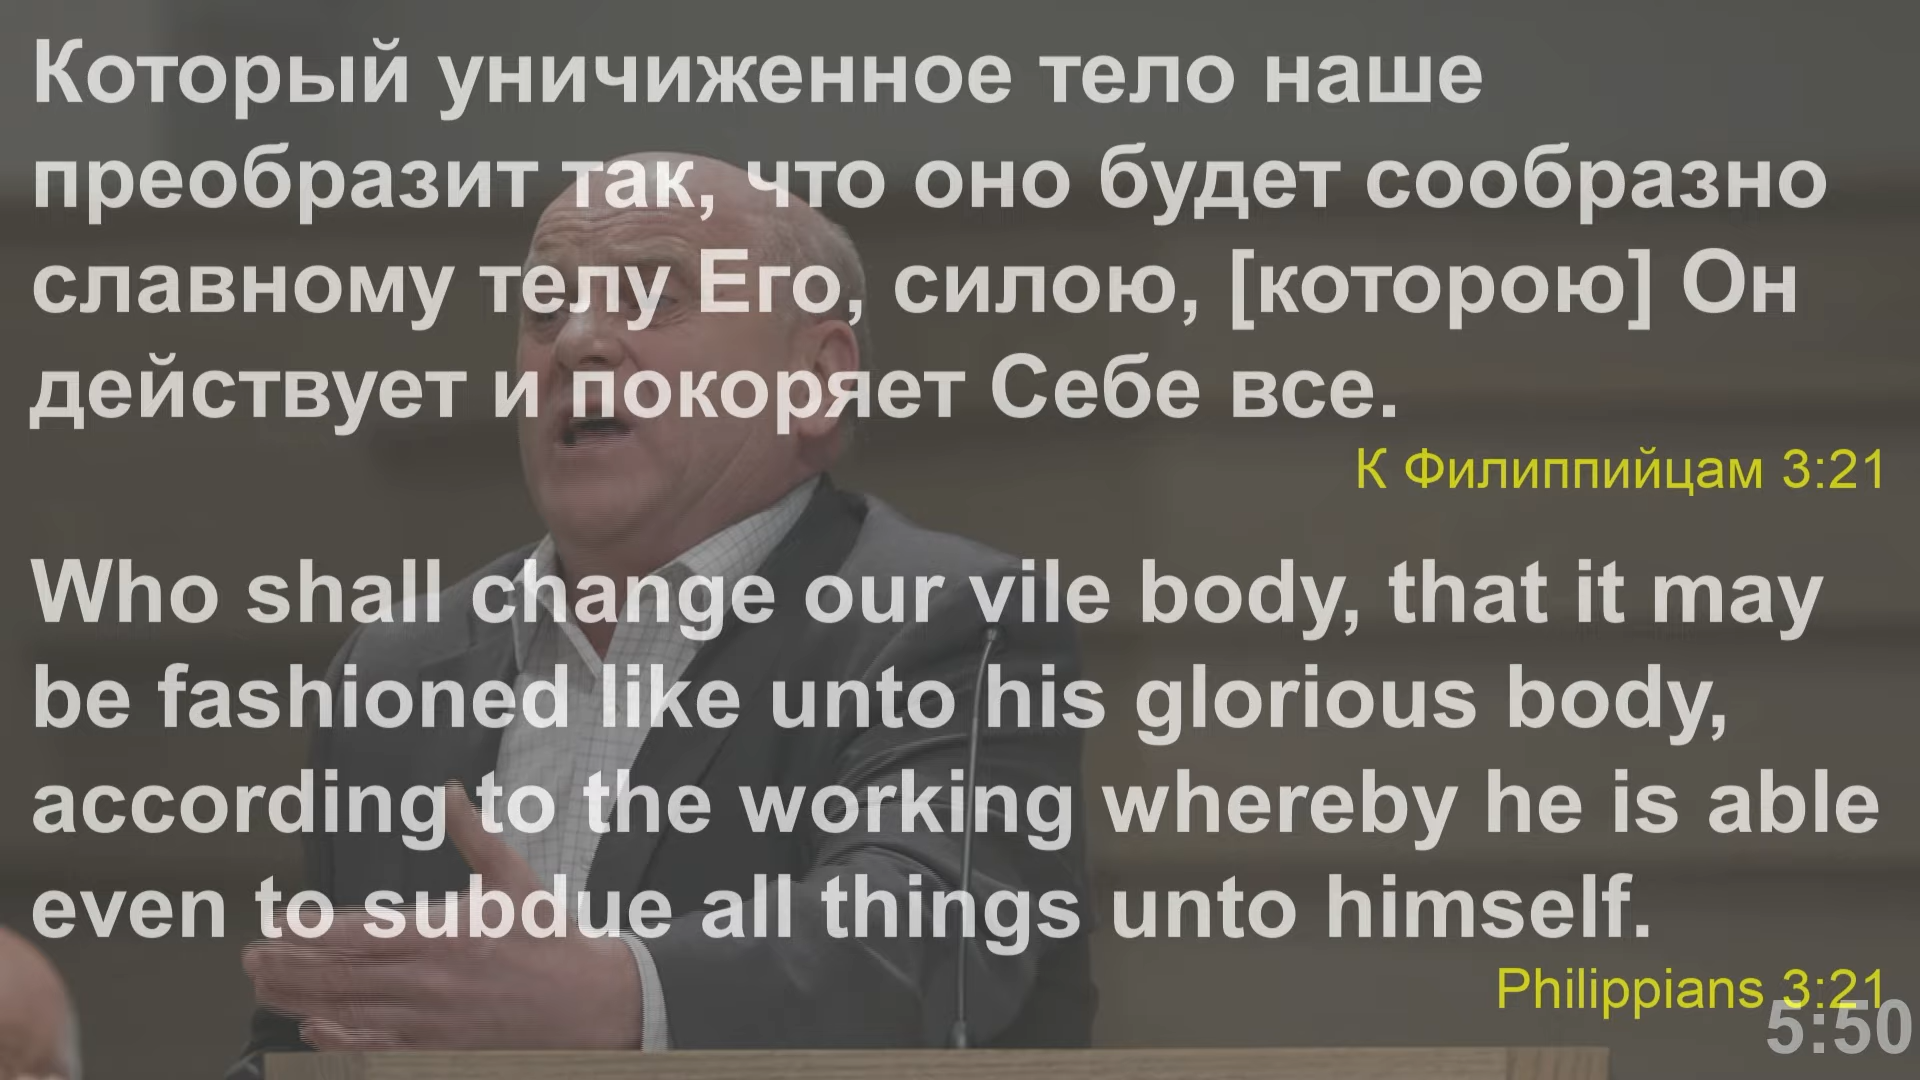 Который уничиженное тело наше
преобразит так, что оно будет сообразно
славному телу Его, силою, [которою] Он
действует и покоряет Себе все.
К Филиппийцам 3:21
Who shall change our vile body, that it may
be fashioned like unto his glorious body,
according to the working whereby he is able
even to subdue all things unto himself.
Philippians 3:21
5:50